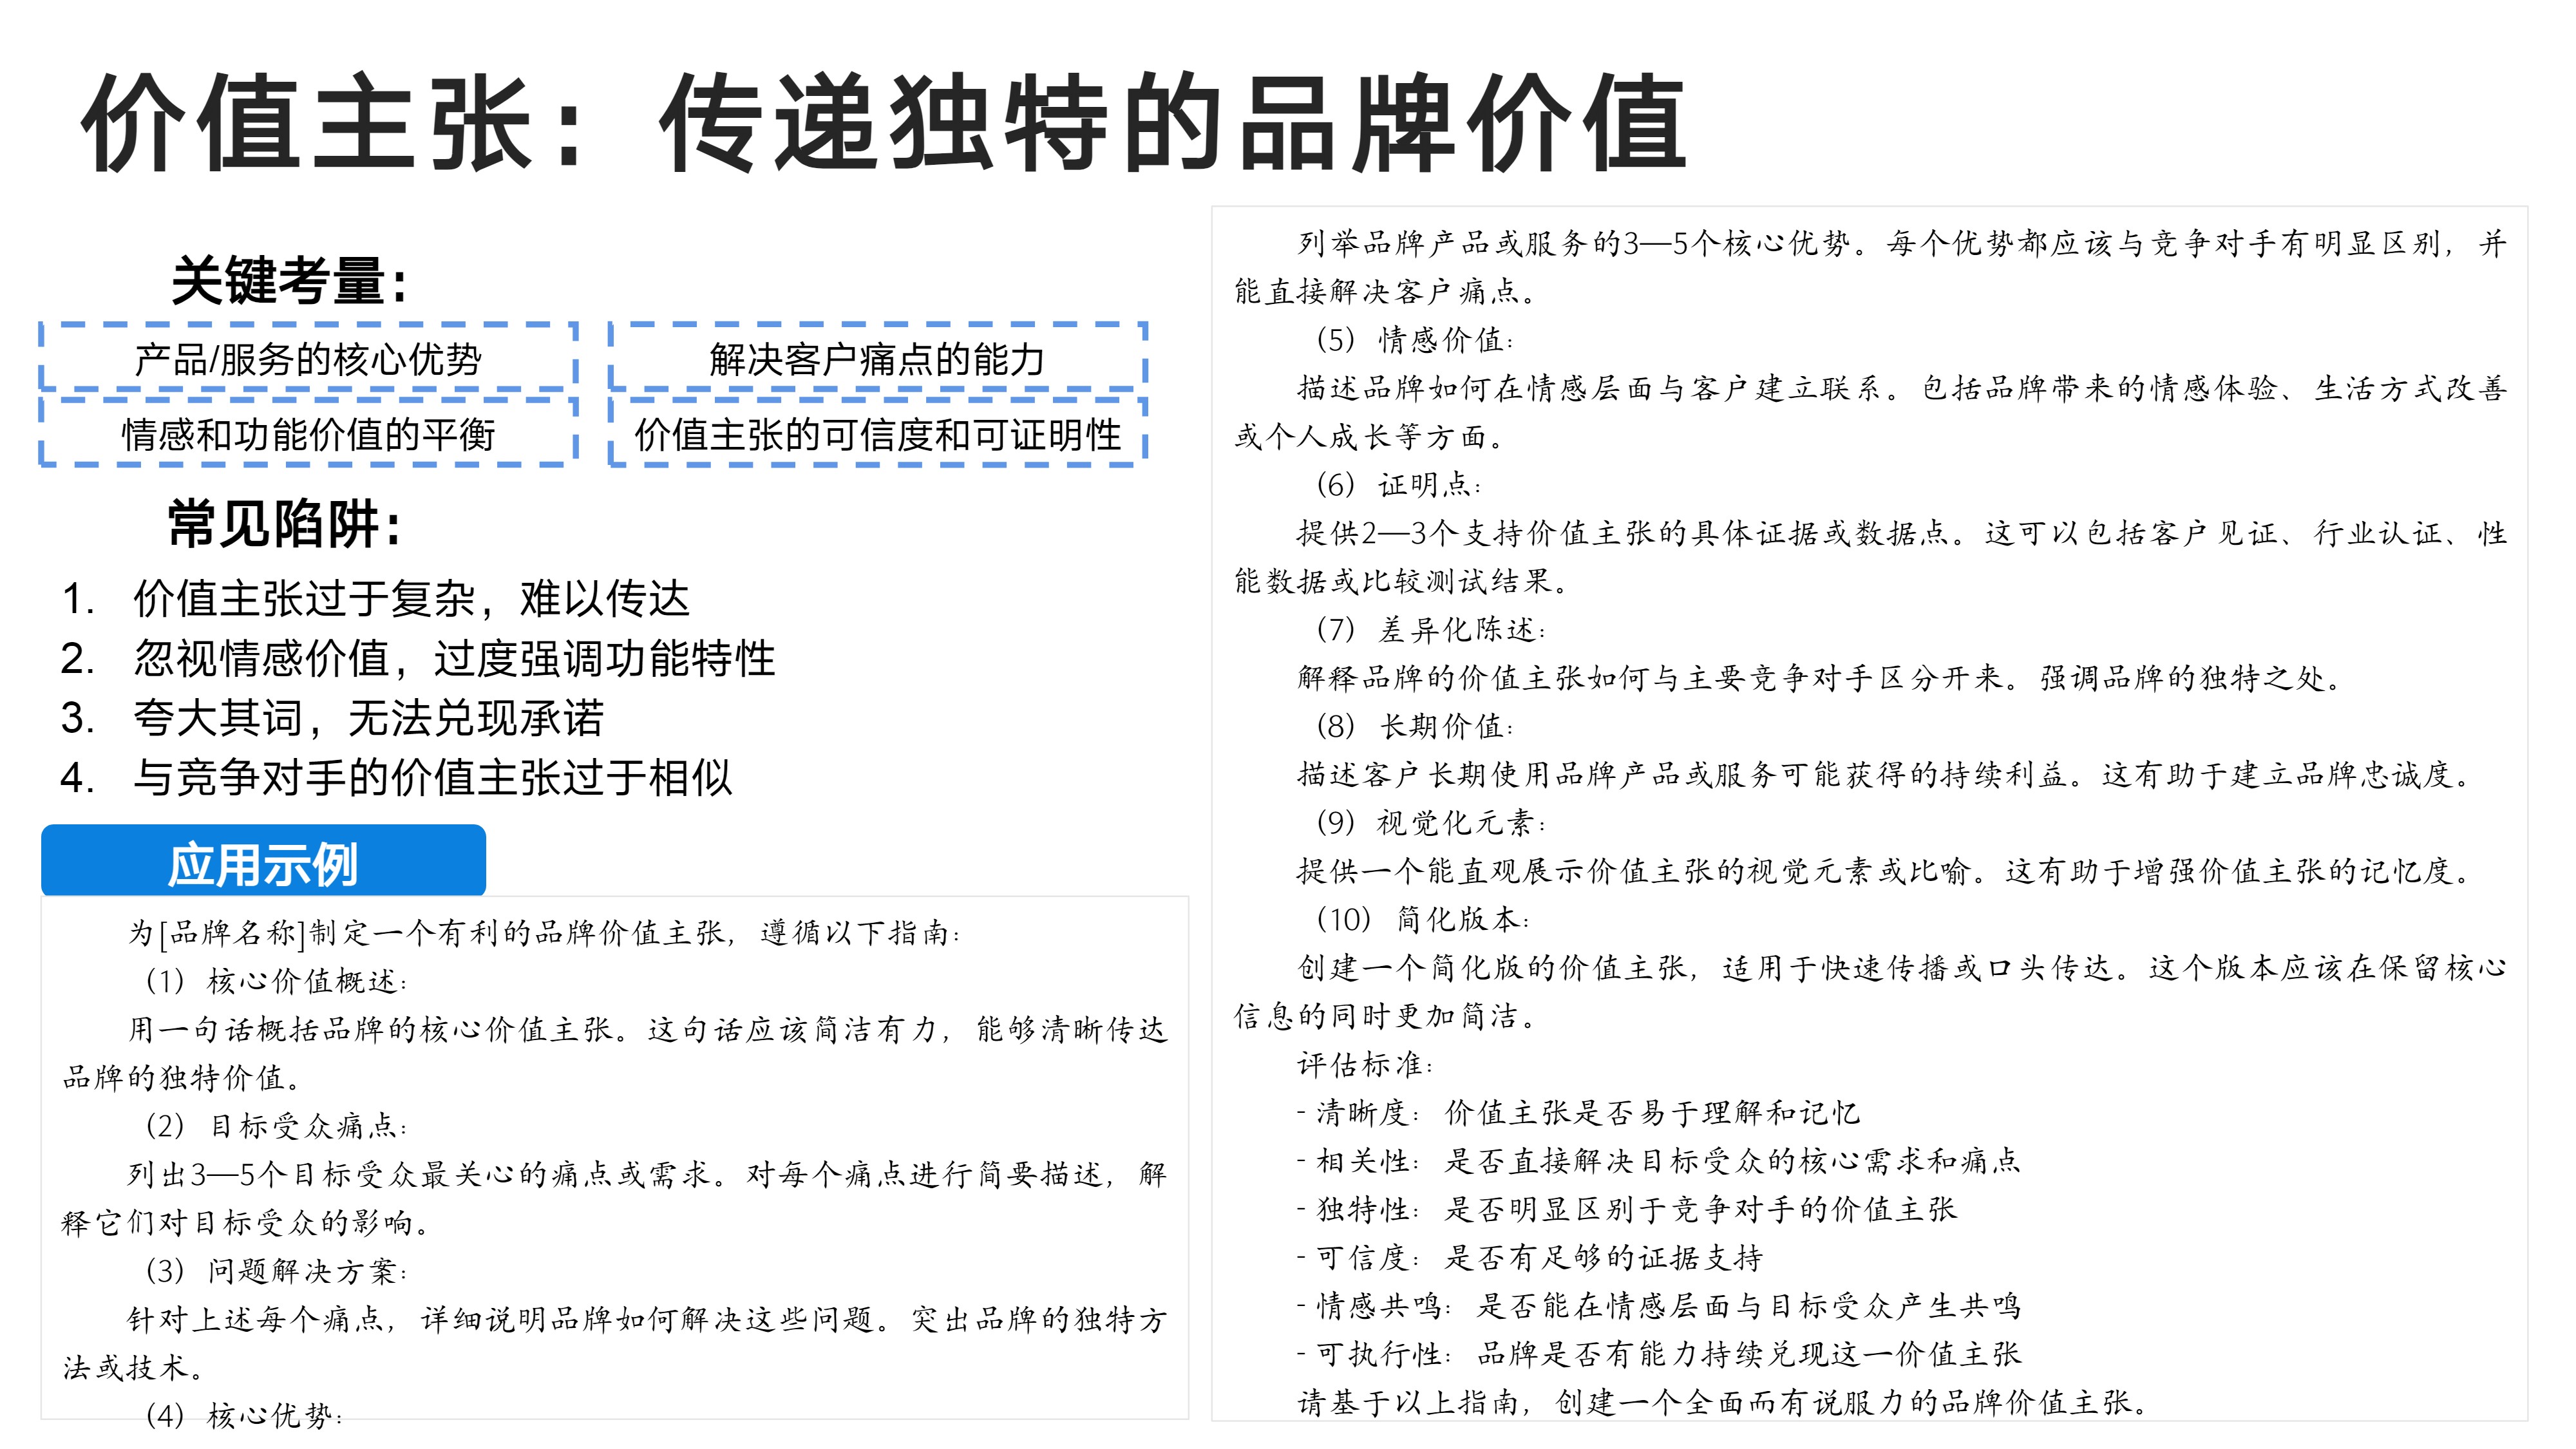 价值主张：传递独特的品牌价值
关键考量：
产品/服务的核心优势
解决客户痛点的能力
情感和功能价值的平衡
价值主张的可信度和可证明性
常见陷阱：
1. 价值主张过于复杂，难以传达
2. 忽视情感价值，过度强调功能特性
3. 夸大其词，无法兑现承诺
4. 与竞争对手的价值主张过于相似
应用示例
为[品牌名称]制定一个有利的品牌价值主张，遵循以下指南：
（1）核心价值概述：
用一句话概括品牌的核心价值主张。这句话应该简洁有力，能够清晰传达
品牌的独特价值。
（2）目标受众痛点：
列出3—5个目标受众最关心的痛点或需求。对每个痛点进行简要描述，解
释它们对目标受众的影响。
（3）问题解决方案：
针对上述每个痛点，详细说明品牌如何解决这些问题。突出品牌的独特方
法或技术。
（4）核心优势：
列举品牌产品或服务的3—5个核心优势。每个优势都应该与竞争对手有明显区别，并
能直接解决客户痛点。
（5）情感价值：
描述品牌如何在情感层面与客户建立联系。包括品牌带来的情感体验、生活方式改善
或个人成长等方面。
（6）证明点：
提供2—3个支持价值主张的具体证据或数据点。这可以包括客户见证、行业认证、性
能数据或比较测试结果。
（7）差异化陈述：
解释品牌的价值主张如何与主要竞争对手区分开来。强调品牌的独特之处。
（8）长期价值：
描述客户长期使用品牌产品或服务可能获得的持续利益。这有助于建立品牌忠诚度。
（9）视觉化元素：
提供一个能直观展示价值主张的视觉元素或比喻。这有助于增强价值主张的记忆度。
（10）简化版本：
创建一个简化版的价值主张，适用于快速传播或口头传达。这个版本应该在保留核心
信息的同时更加简洁。
评估标准：
- 清晰度：价值主张是否易于理解和记忆
- 相关性：是否直接解决目标受众的核心需求和痛点
- 独特性：是否明显区别于竞争对手的价值主张
- 可信度：是否有足够的证据支持
- 情感共鸣：是否能在情感层面与目标受众产生共鸣
- 可执行性：品牌是否有能力持续兑现这一价值主张
请基于以上指南，创建一个全面而有说服力的品牌价值主张。